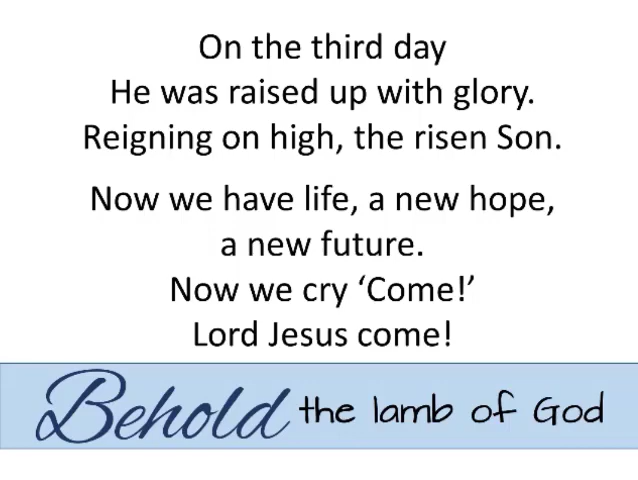 On the third day
He was raised up with glory.
Reigning on high, the risen Son.
Now we have life, a new hope,
a new future.
Now we cry ‘Come!’
Lord Jesus come!
Behold the lamb of God